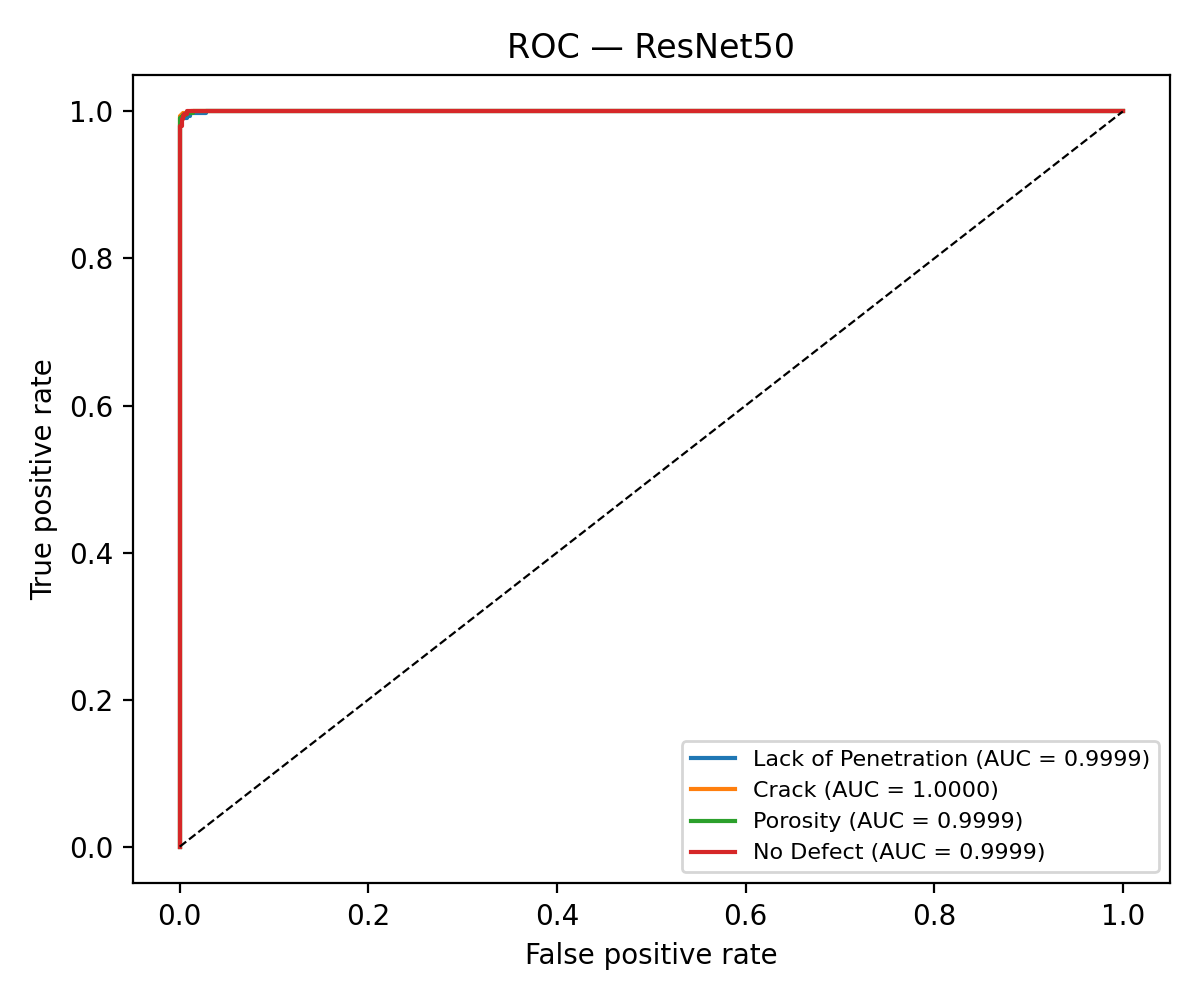 ROC — ResNet50
True positive rate
1.0
0.8
0.6
0.4
0.2
0.0
Lack of Penetration (AUC = 0.9999)
Crack (AUC = 1.0000)
Porosity (AUC = 0.9999)
No Defect (AUC = 0.9999)
0.0 0.2 0.4 0.6 0.8 1.0
False positive rate